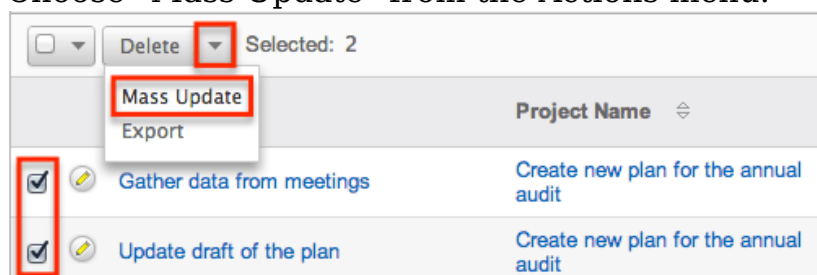 Choose "Mass Update" from the Actions menu.
Delete Selected: 2
Mass Update
Export
Project Name
Gather data from meetings
Create new plan for the annual
audit
Update draft of the plan
Create new plan for the annual
audit